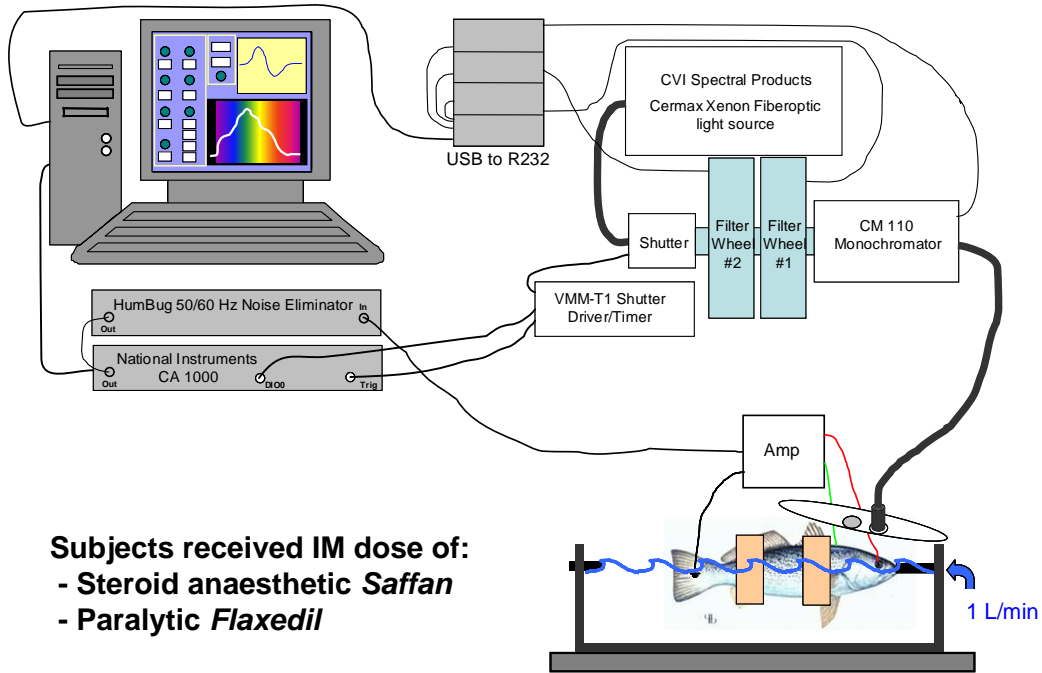 USB to R232
CVI Spectral Products
Cermax Xenon Fiberoptic
light source
Shutter
Filter
Wheel
#2
Filter
Wheel
#1
CM 110
Monochromator
VMM-T1 Shutter
Driver/Timer
HumBug 50/60 Hz Noise Eliminator
In
Out
National Instruments
CA 1000
Out
DIO0
Trig
Amp
Subjects received IM dose of:
- Steroid anaesthetic Saffan
- Paralytic Flaxedil
1 L/min